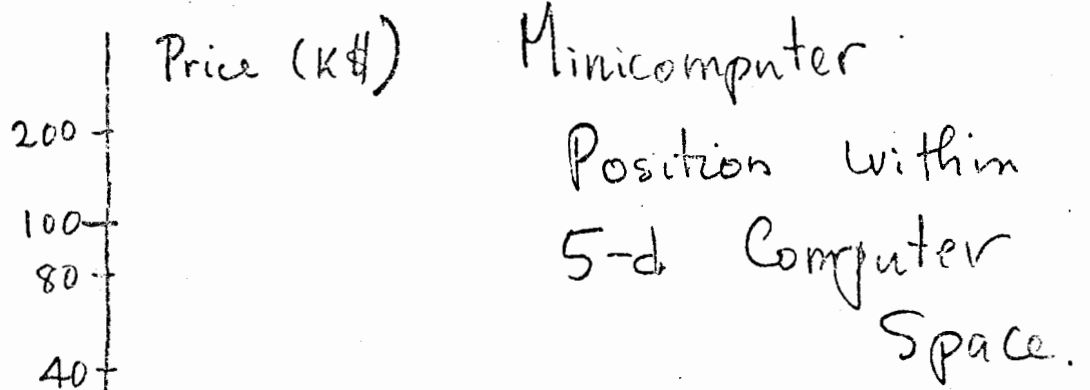 Price (K$) Minicomputer
200
Position within
100
5-d Computer
80
Space.
40